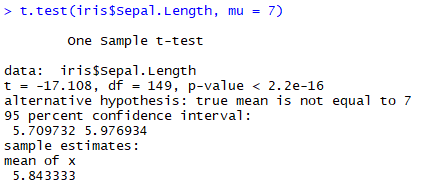 > t.test(iris$Sepal.Length, mu = 7)
One Sample t-test
data:  iris$Sepal.Length
t = -17.108, df = 149, p-value < 2.2e-16
alternative hypothesis: true mean is not equal to 7
95 percent confidence interval:
5.709732 5.976934
sample estimates:
mean of x
5.843333